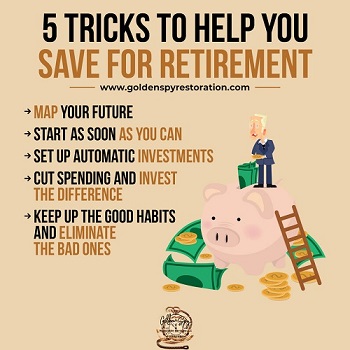 5 TRICKS TO HELP YOU
SAVE FOR RETIREMENT
www.goldenspyrestoration.com
→ MAP YOUR FUTURE
→ START AS SOON AS YOU CAN
→ SET UP AUTOMATIC INVESTMENTS
→ CUT SPENDING AND INVEST
THE DIFFERENCE
→ KEEP UP THE GOOD HABITS
AND ELIMINATE
THE BAD ONES